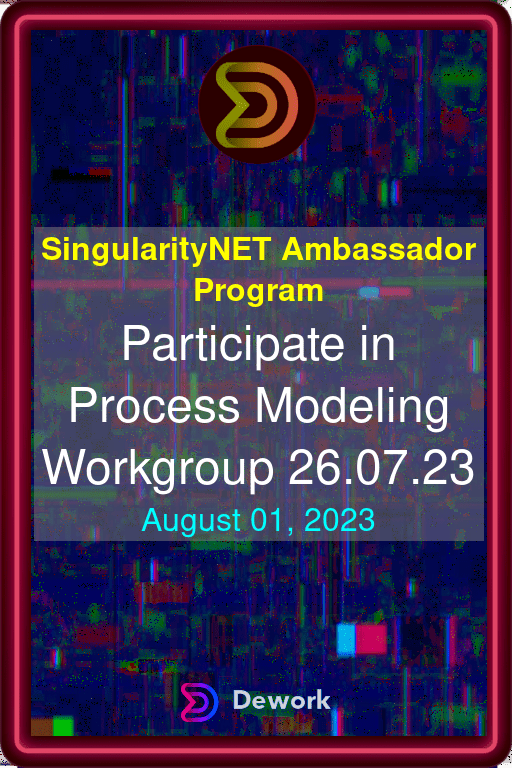 SingularityNET Ambassador
Program
Participate in
Process Modeling
Workgroup 26.07.23
August 01, 2023
Dework